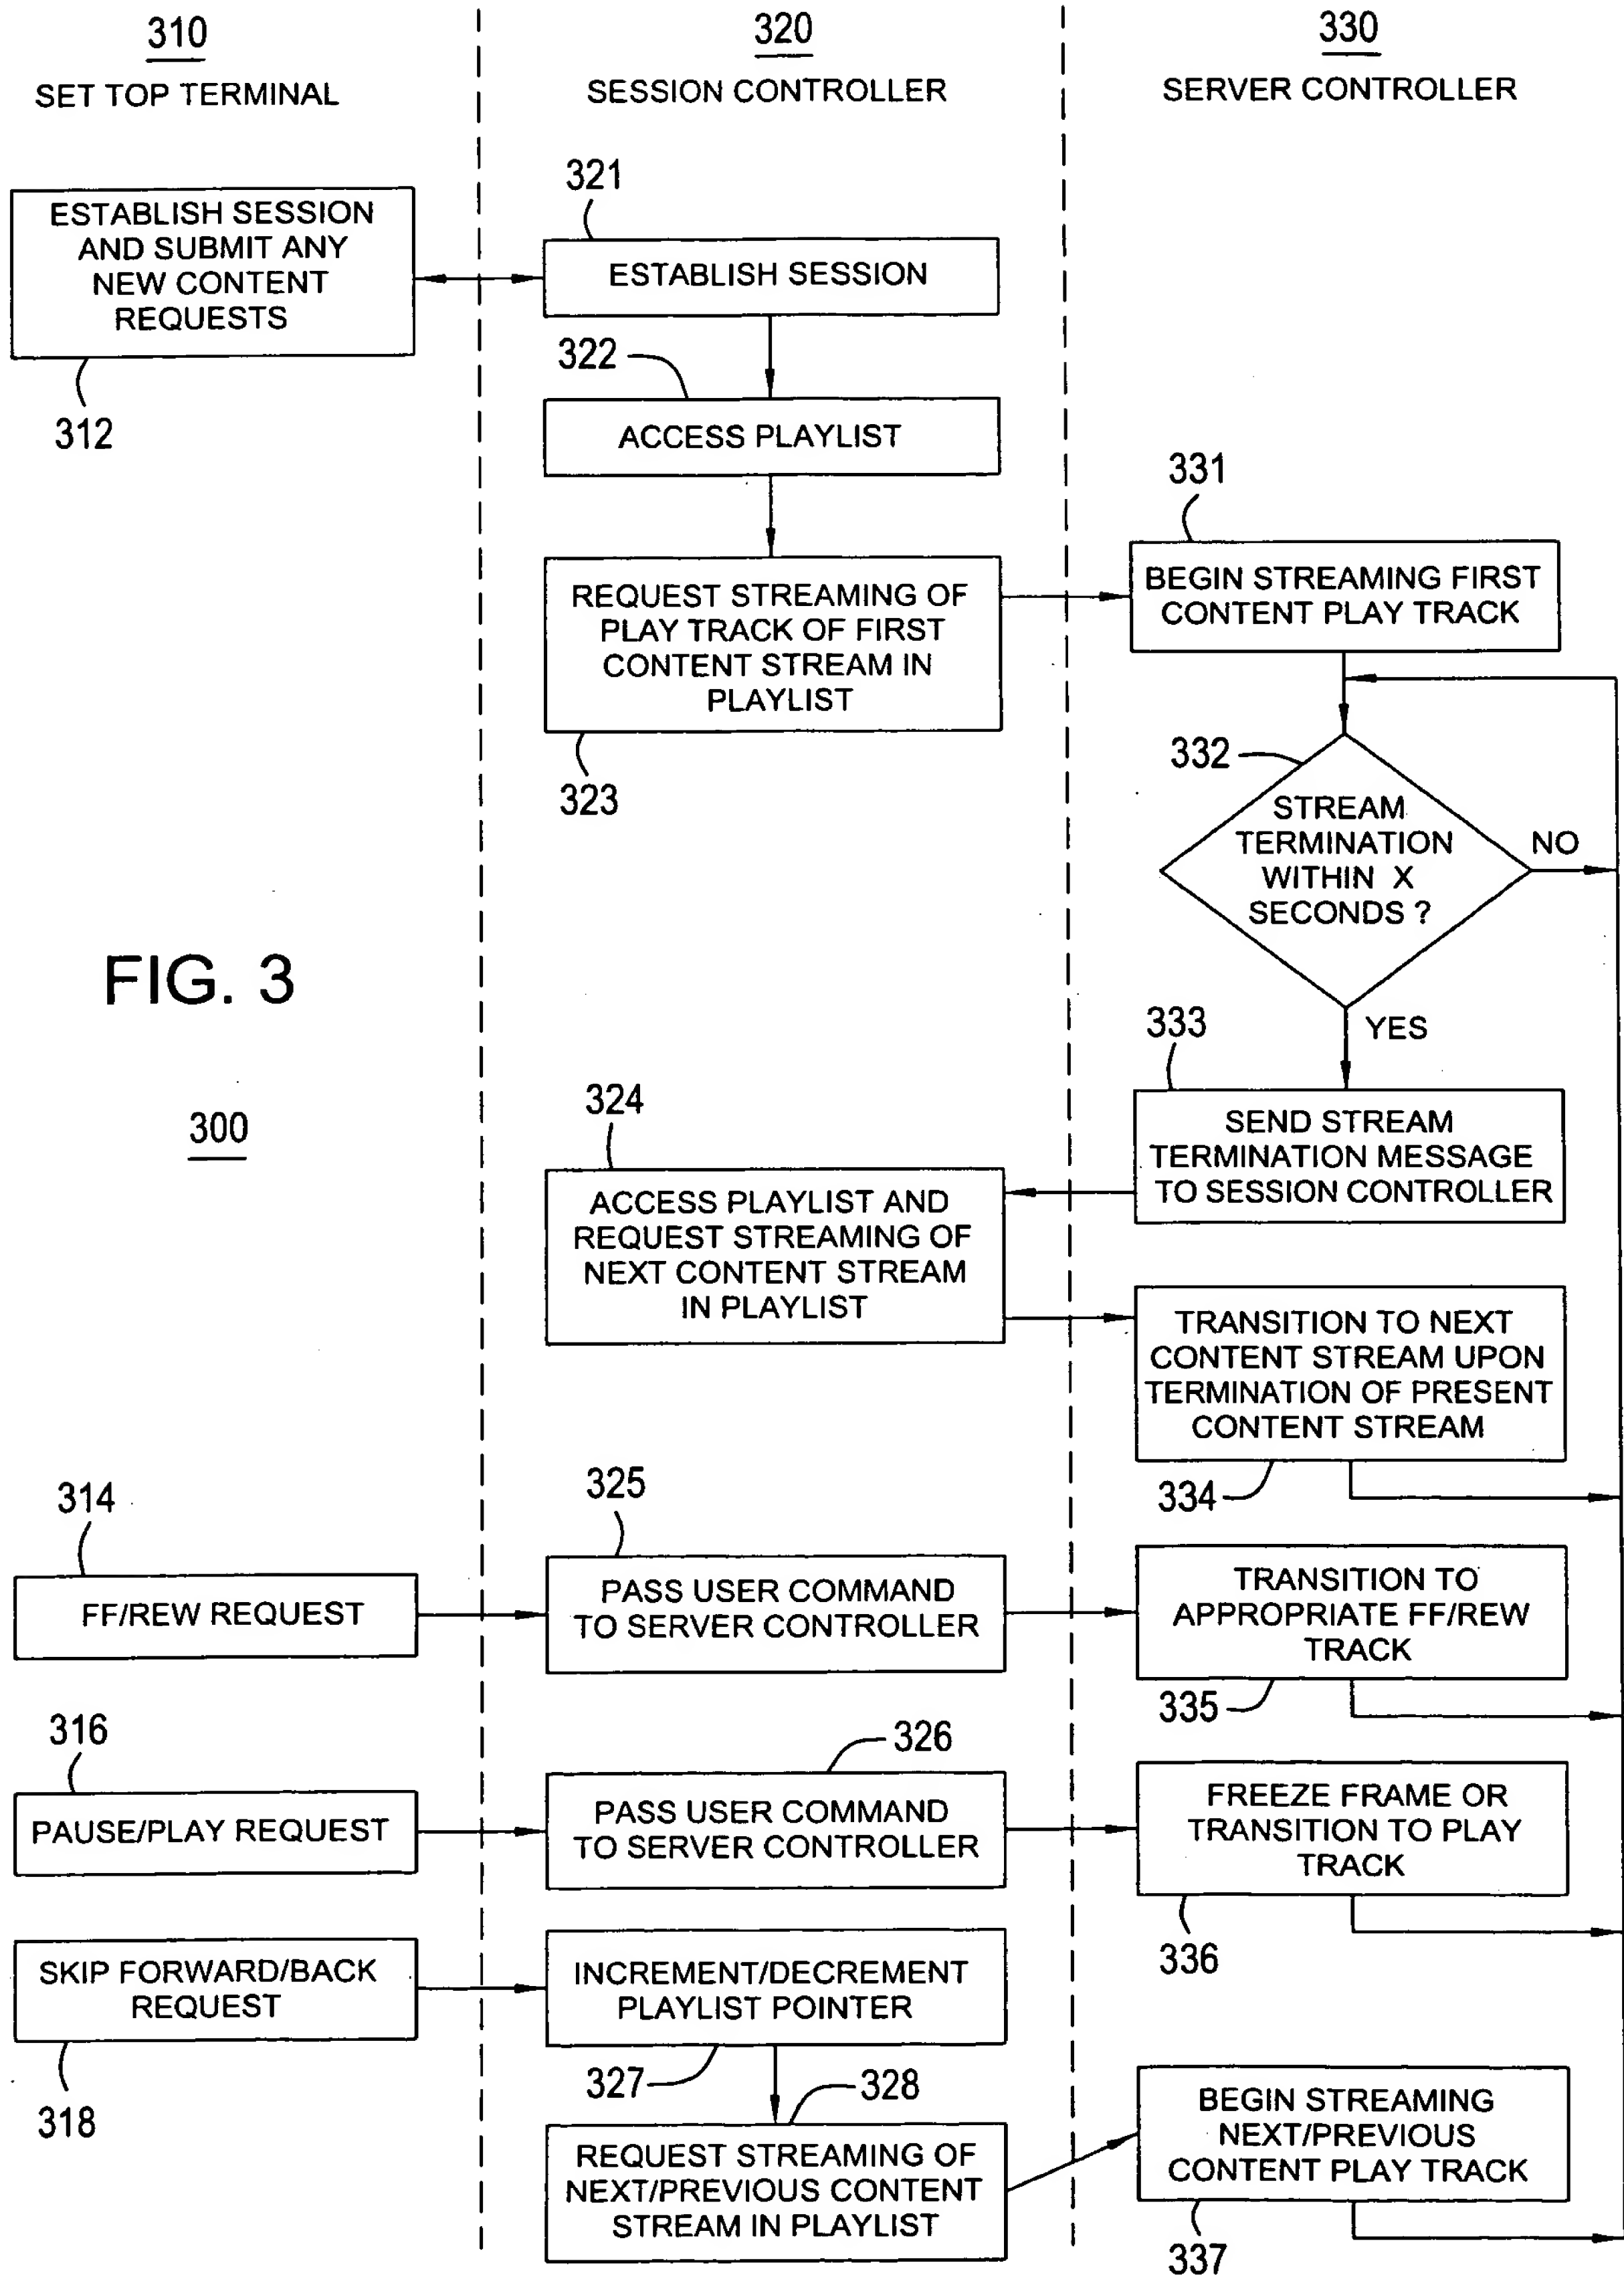 310
SET TOP TERMINAL
320
SESSION CONTROLLER
330
SERVER CONTROLLER
ESTABLISH SESSION
AND SUBMIT ANY
NEW CONTENT
REQUESTS
312
321
ESTABLISH SESSION
322
ACCESS PLAYLIST
REQUEST STREAMING OF
PLAY TRACK OF FIRST
CONTENT STREAM IN
PLAYLIST
323
331
BEGIN STREAMING FIRST
CONTENT PLAY TRACK
332
STREAM
TERMINATION
WITHIN X
SECONDS ?
NO
YES
FIG. 3
300
333
SEND STREAM
TERMINATION MESSAGE
TO SESSION CONTROLLER
324
ACCESS PLAYLIST AND
REQUEST STREAMING OF
NEXT CONTENT STREAM
IN PLAYLIST
TRANSITION TO NEXT
CONTENT STREAM UPON
TERMINATION OF PRESENT
CONTENT STREAM
334
314
FF/REW REQUEST
325
PASS USER COMMAND
TO SERVER CONTROLLER
TRANSITION TO
APPROPRIATE FF/REW
TRACK
335
316
PAUSE/PLAY REQUEST
326
PASS USER COMMAND
TO SERVER CONTROLLER
FREEZE FRAME OR
TRANSITION TO PLAY
TRACK
336
SKIP FORWARD/BACK
REQUEST
318
INCREMENT/DECREMENT
PLAYLIST POINTER
327
328
REQUEST STREAMING OF
NEXT/PREVIOUS CONTENT
STREAM IN PLAYLIST
BEGIN STREAMING
NEXT/PREVIOUS
CONTENT PLAY TRACK
337